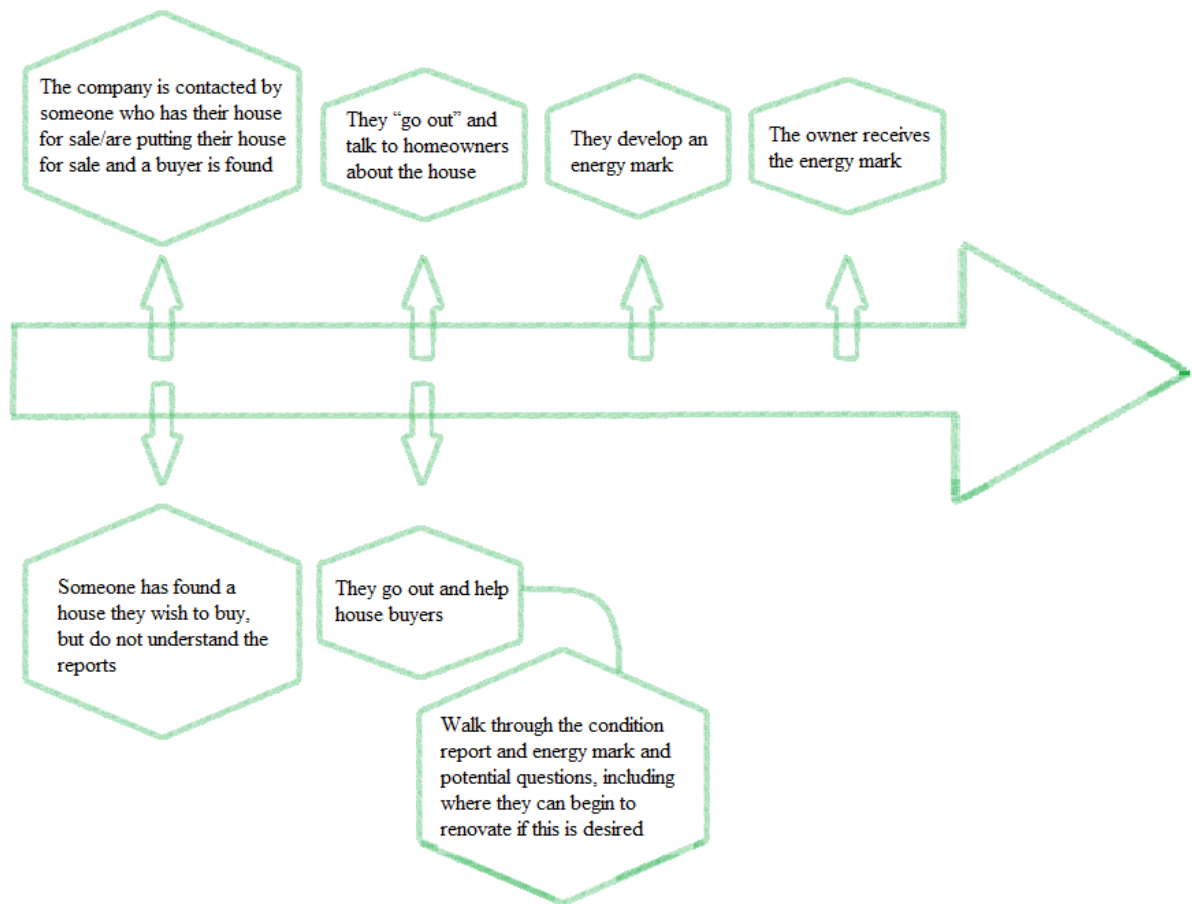 The company is contacted by
someone who has their house
for sale/are putting their house
for sale and a buyer is found
They “go out” and
talk to homeowners
about the house
They develop an
energy mark
The owner receives
the energy mark
Someone has found a
house they wish to buy,
but do not understand the
reports
They go out and help
house buyers
Walk through the condition
report and energy mark and
potential questions, including
where they can begin to
renovate if this is desired